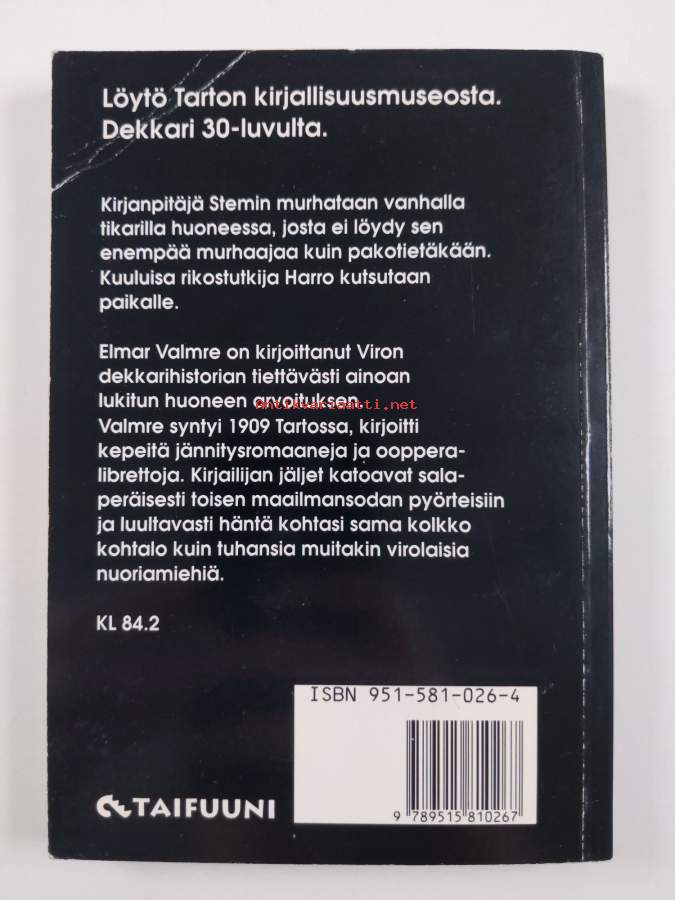 Löytö Tarton kirjallisuusmuseosta.
Dekkari 30-luvulta.
Kirjanpitäjä Stemin murhataan vanhalla
tikarilla huoneessa, josta ei löydy sen
enempää murhaajaa kuin pakotietäkään.
Kuuluisa rikostutkija Harro kutsutaan
paikalle.
Elmar Valmre on kirjoittanut Viron
dekkarihistorian tiettävästi ainoan
lukitun huoneen arvoituksen.
Antikvariaatti.net
Valmre syntyi 1909 Tartossa, kirjoitti
kepeitä jännitysromaaneja ja ooppera-
librettoja. Kirjailijan jäljet katoavat sala-
peräisesti toisen maailmansodan pyörteisiin
ja luultavasti häntä kohtasi sama kolkko
kohtalo kuin tuhansia muitakin virolaisia
nuoriamiehiä.
KL 84.2
ISBN 951-581-026-4
9 789515 810267
TAIFUUNI